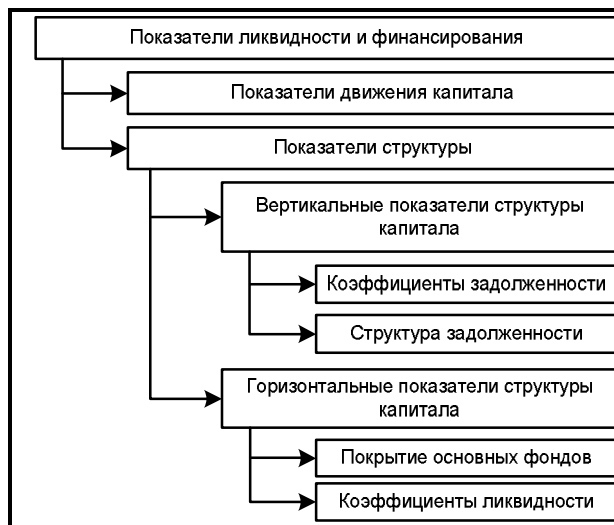 Показатели ликвидности и финансирования
Показатели движения капитала
Показатели структуры
Вертикальные показатели структуры
капитала
Коэффициенты задолженности
Структура задолженности
Горизонтальные показатели структуры
капитала
Покрытие основных фондов
Коэффициенты ликвидности